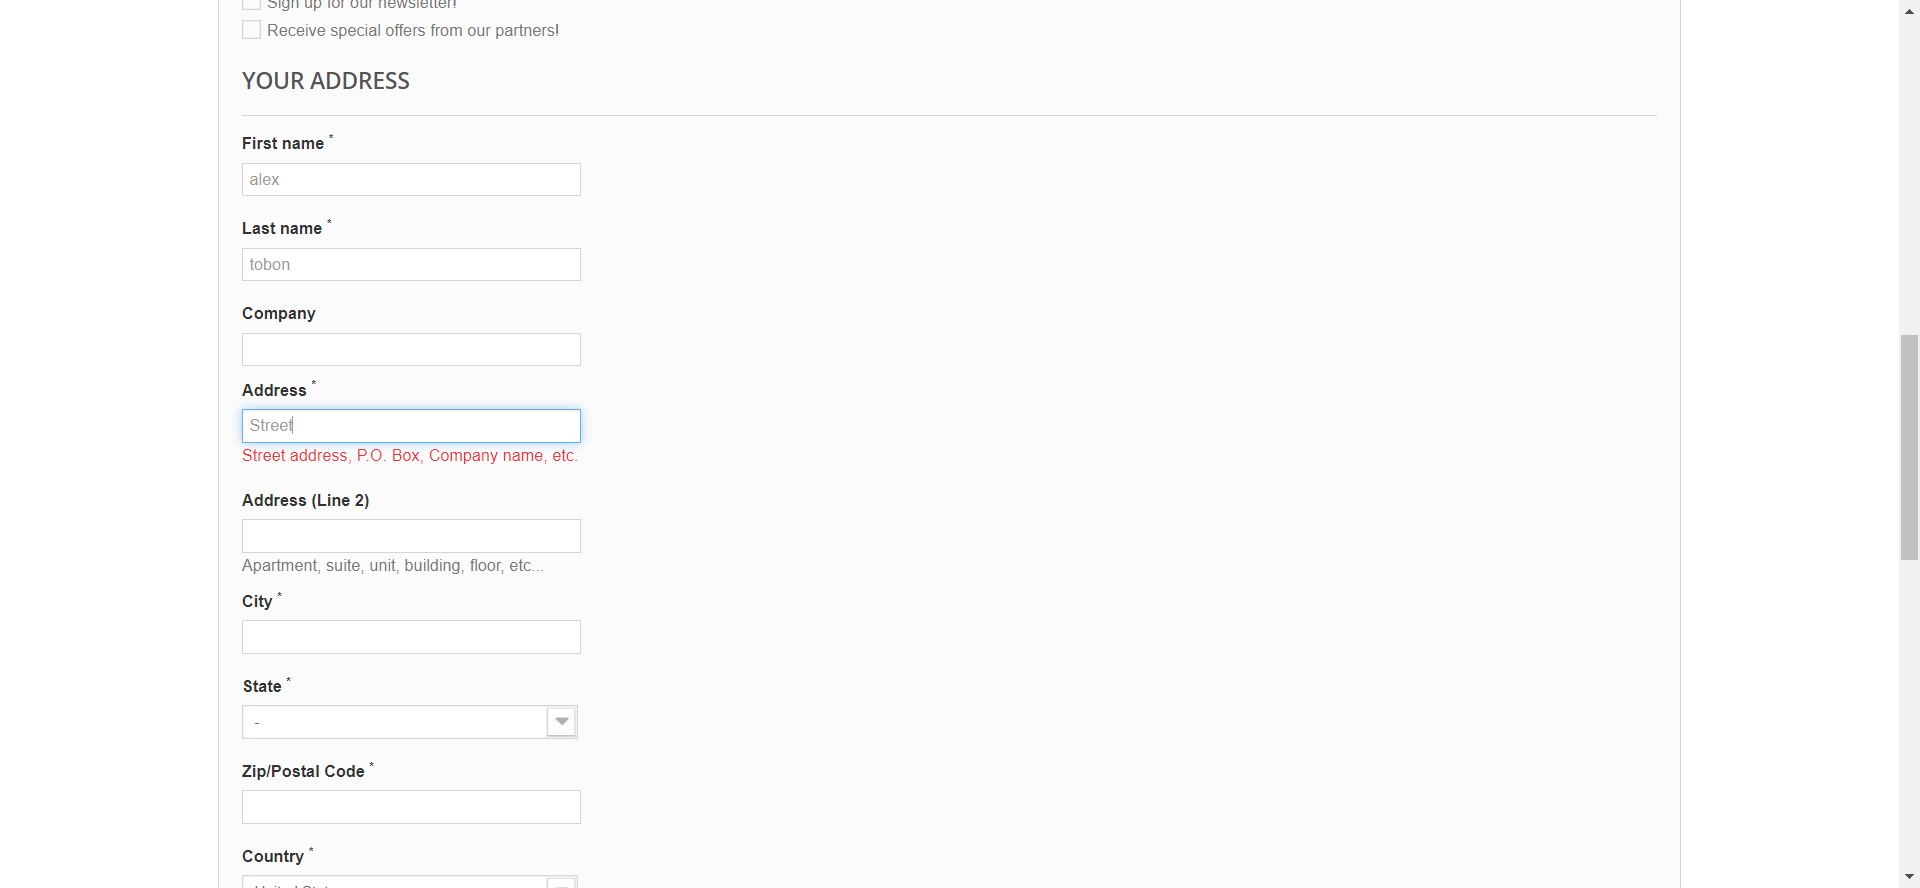 Sign up for our newsletter!
Receive special offers from our partners!
YOUR ADDRESS
First name *
alex
Last name *
tobon
Company
Address *
Street
Street address, P.O. Box, Company name, etc.
Address (Line 2)
Apartment, suite, unit, building, floor, etc...
City *
State *
-
Zip/Postal Code *
Country *